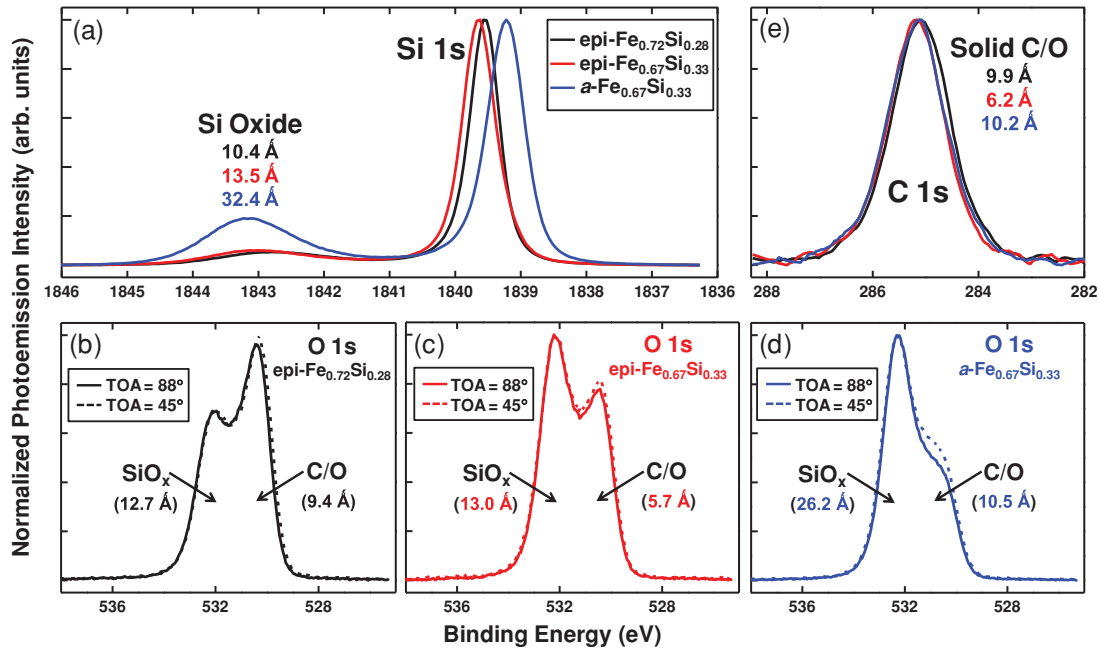 Normalized Photoemission Intensity (arb. units)
(a)
Si 1s
epi-Fe0.72Si0.28
epi-Fe0.67Si0.33
a-Fe0.67Si0.33
Si Oxide
10.4 Å
13.5 Å
32.4 Å
1846 1845 1844 1843 1842 1841 1840 1839 1838 1837 1836
(e)
Solid C/O
9.9 Å
6.2 Å
10.2 Å
C 1s
288 286 284 282
(b)
O 1s
epi-Fe0.72Si0.28
TOA = 88°
TOA = 45°
SiOx
(12.7 Å)
C/O
(9.4 Å)
536 532 528
(c)
O 1s
epi-Fe0.67Si0.33
TOA = 88°
TOA = 45°
SiOx
(13.0 Å)
C/O
(5.7 Å)
536 532 528
(d)
O 1s
a-Fe0.67Si0.33
TOA = 88°
TOA = 45°
SiOx
(26.2 Å)
C/O
(10.5 Å)
536 532 528
Binding Energy (eV)